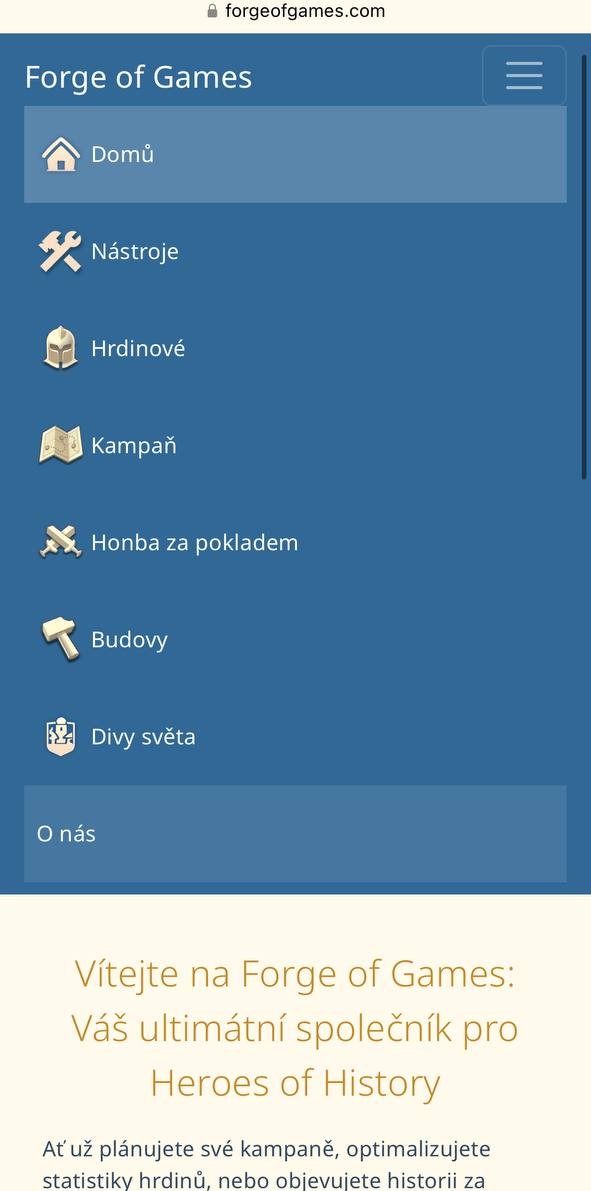 forgeofgames.com
Forge of Games
Domů
Nástroje
Hrdinové
Kampaň
Honba za pokladem
Budovy
Divy světa
O nás
Vítejte na Forge of Games:
Váš ultimátní společník pro
Heroes of History
Ať už plánujete své kampaně, optimalizujete
statistiky hrdinů, nebo objevujete historii za